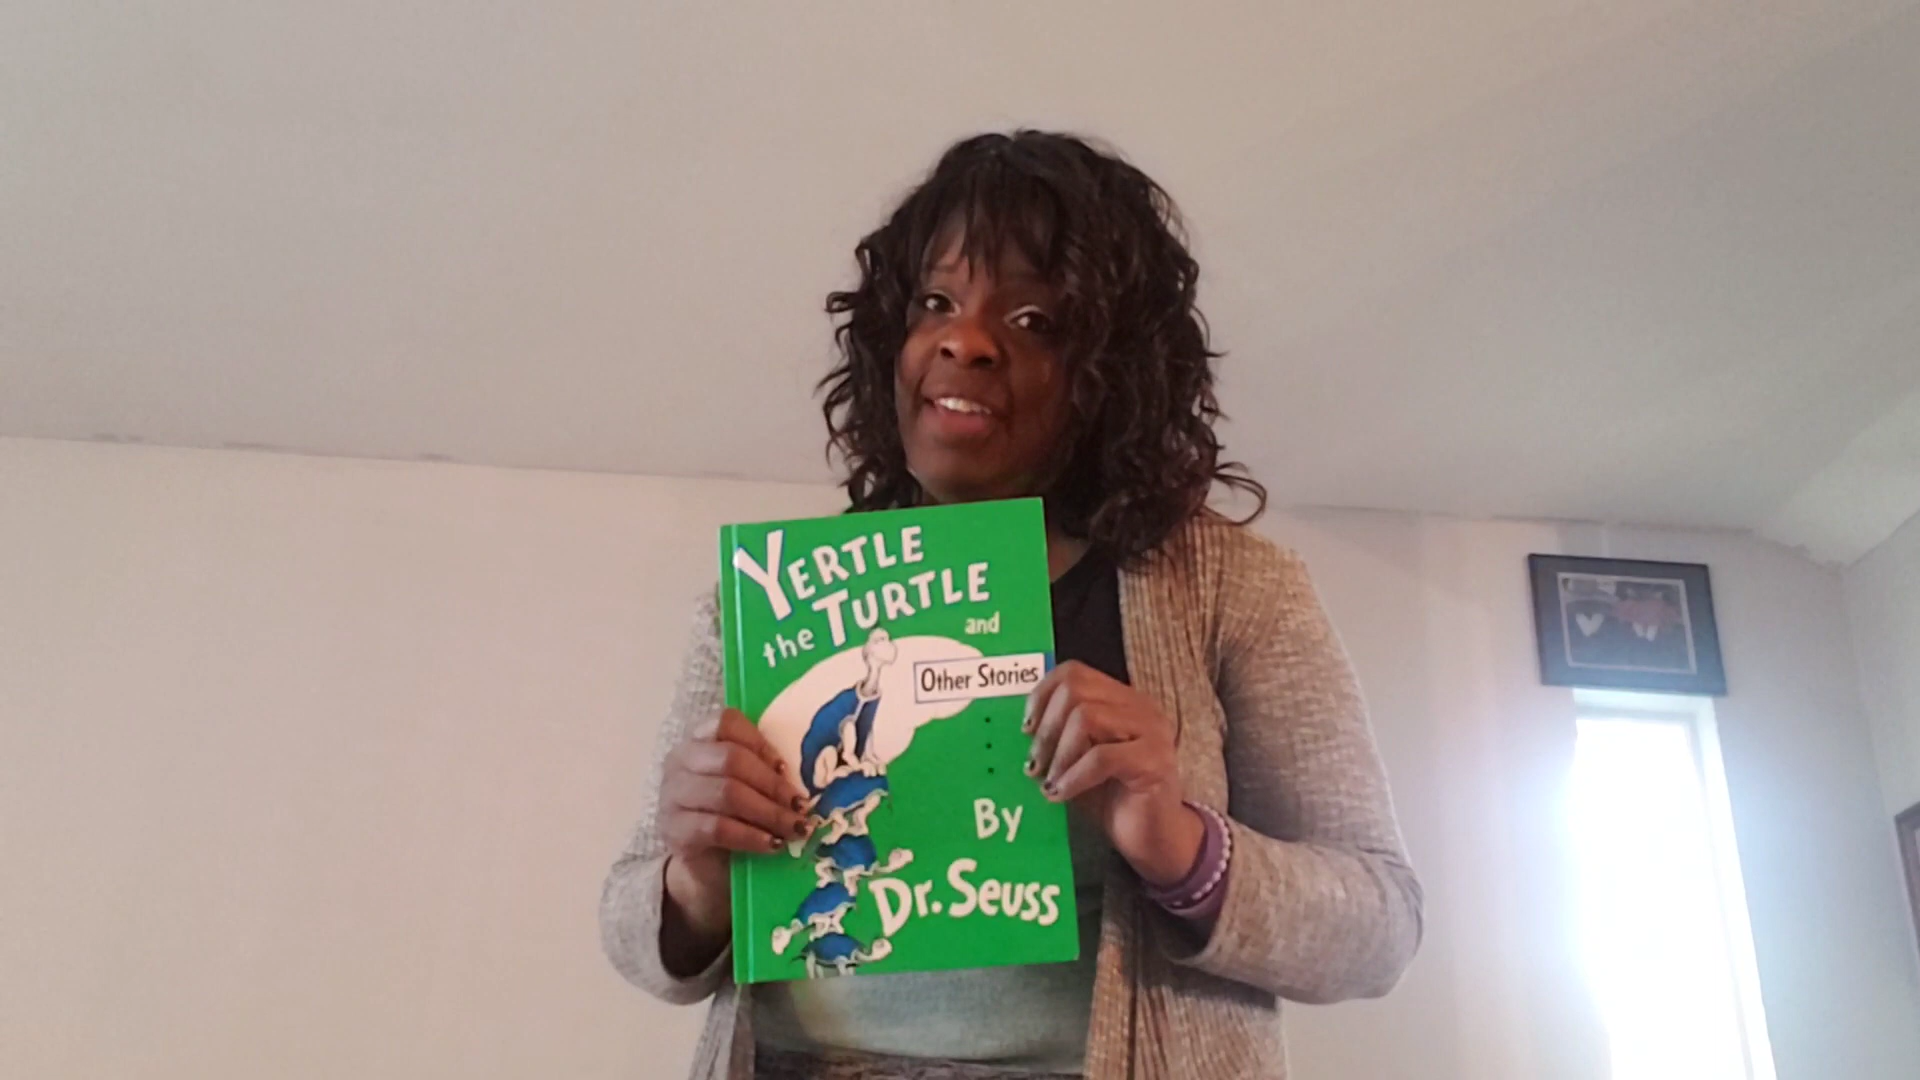 YERTLE
the TURTLE
and
Other Stories
By
Dr. Seuss